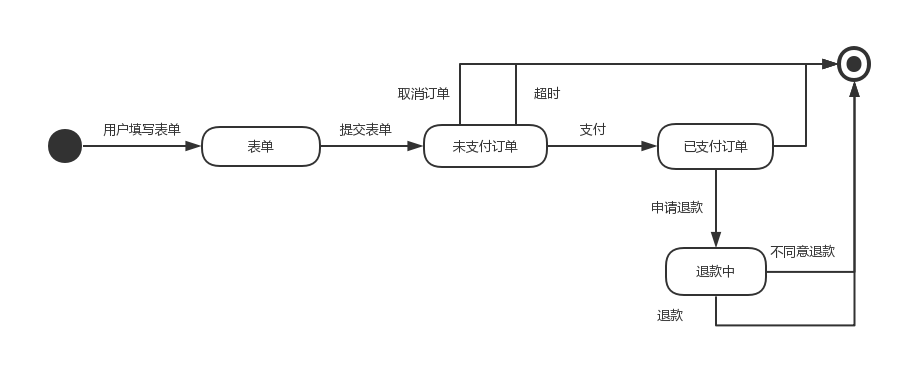 取消订单
超时
用户填写表单
提交表单
支付
表单
未支付订单
已支付订单
申请退款
不同意退款
退款中
退款